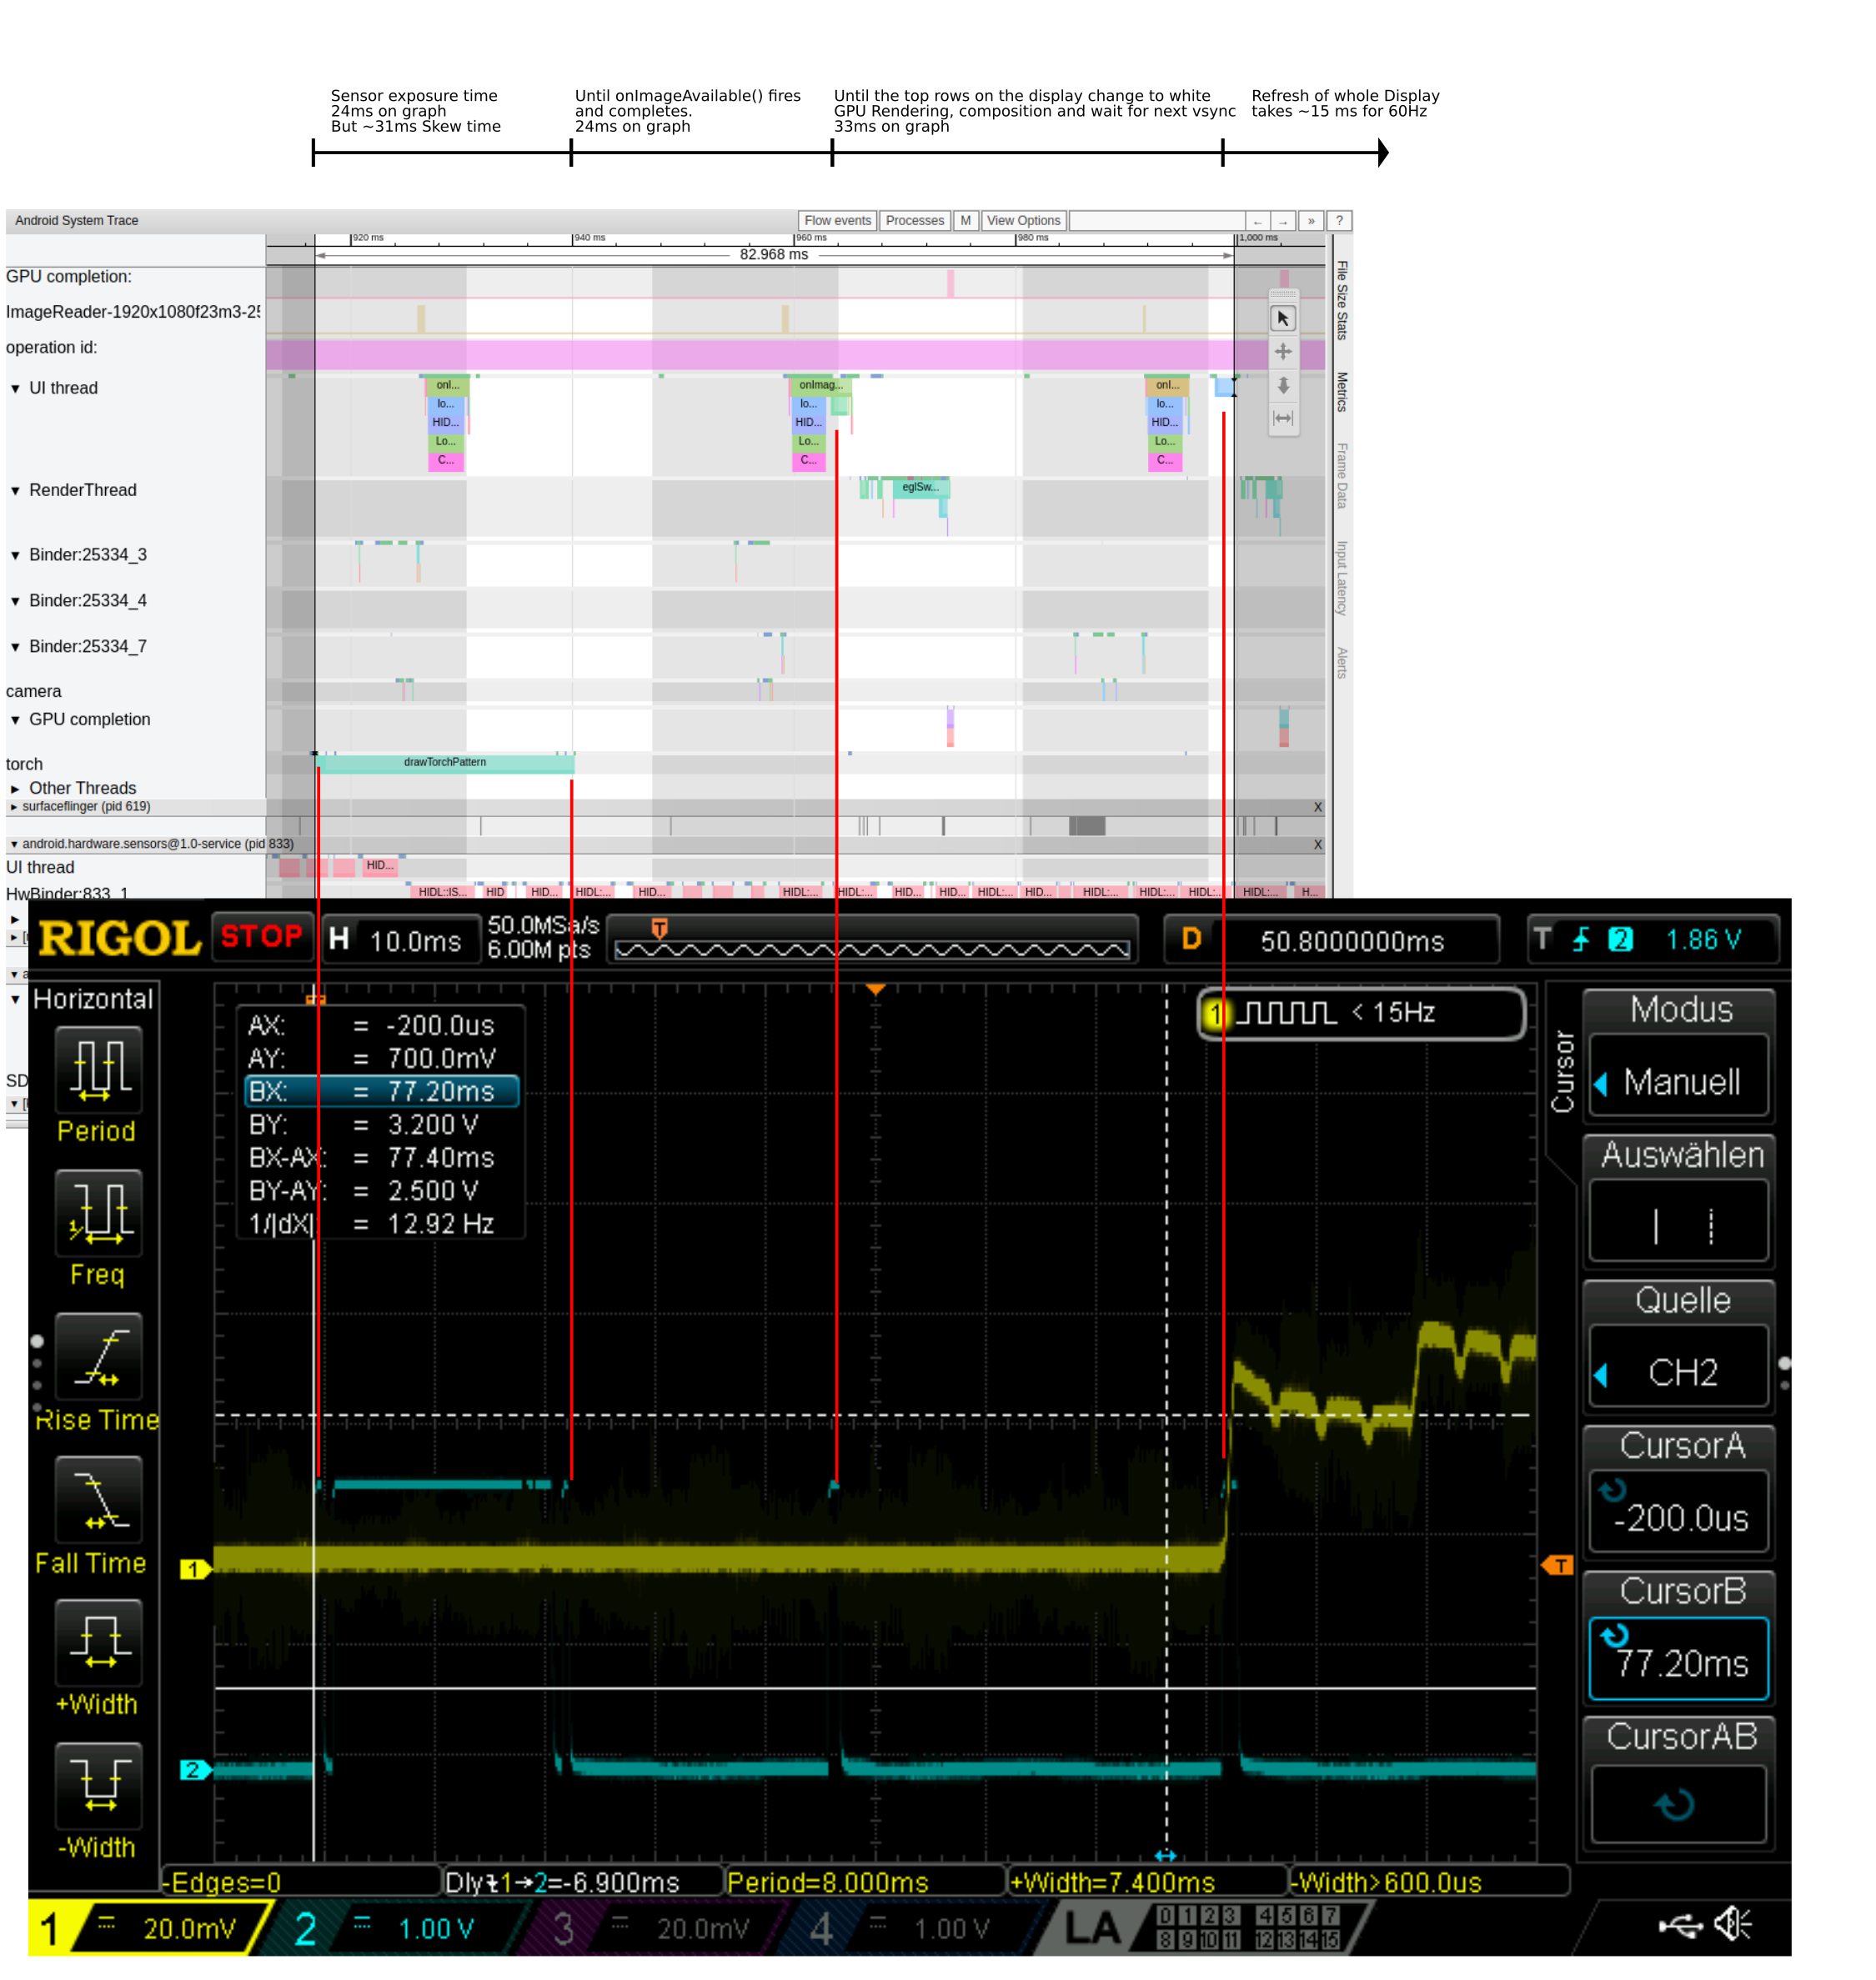 Sensor exposure time
24ms on graph
But ~31ms Skew time
Until onImageAvailable() fires
and completes.
24ms on graph
Until the top rows on the display change to white
GPU Rendering, composition and wait for next vsync
33ms on graph
Refresh of whole Display
takes ~15 ms for 60Hz
Android System Trace
Flow events
Processes
M
View Options
←
→
»
?
920 ms
940 ms
960 ms
980 ms
1,000 ms
82.968 ms
GPU completion:
ImageReader-1920x1080f23m3-25
operation id:
▼ UI thread
onI... onImag... onI...
lo... lo... lo...
HID... HID... HID...
Lo... Lo... Lo...
C... C... C...
▼ RenderThread
eglSw...
▼ Binder:25334_3
▼ Binder:25334_4
▼ Binder:25334_7
camera
▼ GPU completion
torch
drawTorchPattern
► Other Threads
► surfaceflinger (pid 619)
X
▼ android.hardware.sensors@1.0-service (pid 833)
X
UI thread
HID...
HwBinder:833_1
HIDL::IS... HID HID... HIDL:... HID... HIDL:... HIDL:... HID... HID... HIDL:... HID... HIDL:... HIDL:... HIDL:... HIDL:... H...
File Size Stats
Metrics
Frame Data
Input Latency
Alerts
SD
RIGOL
STOP
H 10.0ms
50.0MSa/s
6.00M pts
T
D 50.8000000ms
T 2 1.86 V
Horizontal
Period
Freq
Rise Time
Fall Time
+Width
-Width
AX: = -200.0us
AY: = 700.0mV
BX: = 77.20ms
BY: = 3.200 V
BX-AX: = 77.40ms
BY-AY: = 2.500 V
1/|dX| = 12.92 Hz
1 < 15Hz
1
2
T
Cursor
Modus
Manuell
Auswählen
Quelle
CH2
CursorA
-200.0us
CursorB
77.20ms
CursorAB
-Edges=0
Dly1→2=-6.900ms
Period=8.000ms
+Width=7.400ms
-Width>600.0us
1 20.0mV
2 1.00 V
3 20.0mV
4 1.00 V
LA
0 1 2 3 4 5 6 7
8 9 10 11 12 13 14 15